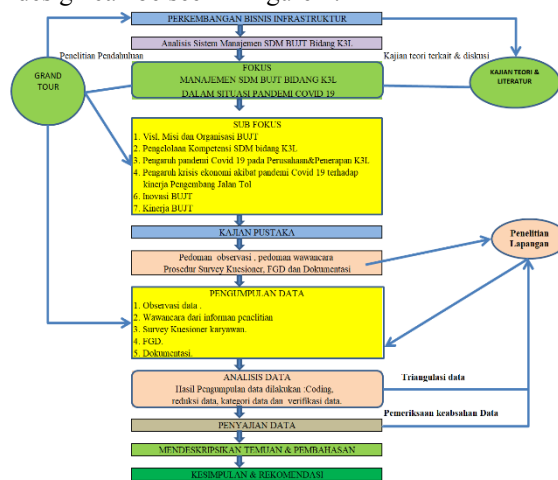 PERKEMBANGAN BISNIS INFRASTRUKTUR
Analisis Sistem Manajemen SDM BUJT Bidang K3L
Penelitian Pendahuluan
Kajian teori terkait & diskusi
GRAND
TOUR
FOKUS
MANAJEMEN SDM BUJT BIDANG K3L
DALAM SITUASI PANDEMI COVID 19
KAJIAN TEORI &
LITERATUR
SUB FOKUS
1. Visi, Misi dan Organisasi BUJT
2. Pengelolaan Kompetensi SDM bidang K3L
3. Pengaruh pandemi Covid 19 pada Perusahaan&Penerapan K3L
4. Pengaruh krisis ekonomi akibat pandemi Covid 19 terhadap
kinerja Pengembang Jalan Tol
6. Inovasi BUJT
7. Kinerja BUJT
KAJIAN PUSTAKA
Penelitian
Lapangan
Pedoman observasi , pedoman wawancara
Prosedur Survey Kuesioner, FGD dan Dokumentasi
PENGUMPULAN DATA
1. Observasi data .
2. Wawancara dari informan penelitian
3. Survey Kuesioner karyawan.
4. FGD.
5. Dokumentasi.
ANALISIS DATA
Hasil Pengumpulan data dilakukan :Coding,
reduksi data, kategori data dan verifikasi data.
Triangulasi data
Pemeriksaan keabsahan Data
PENYAJIAN DATA
MENDESKRIPSIKAN TEMUAN & PEMBAHASAN
KESIMPULAN & REKOMENDASI